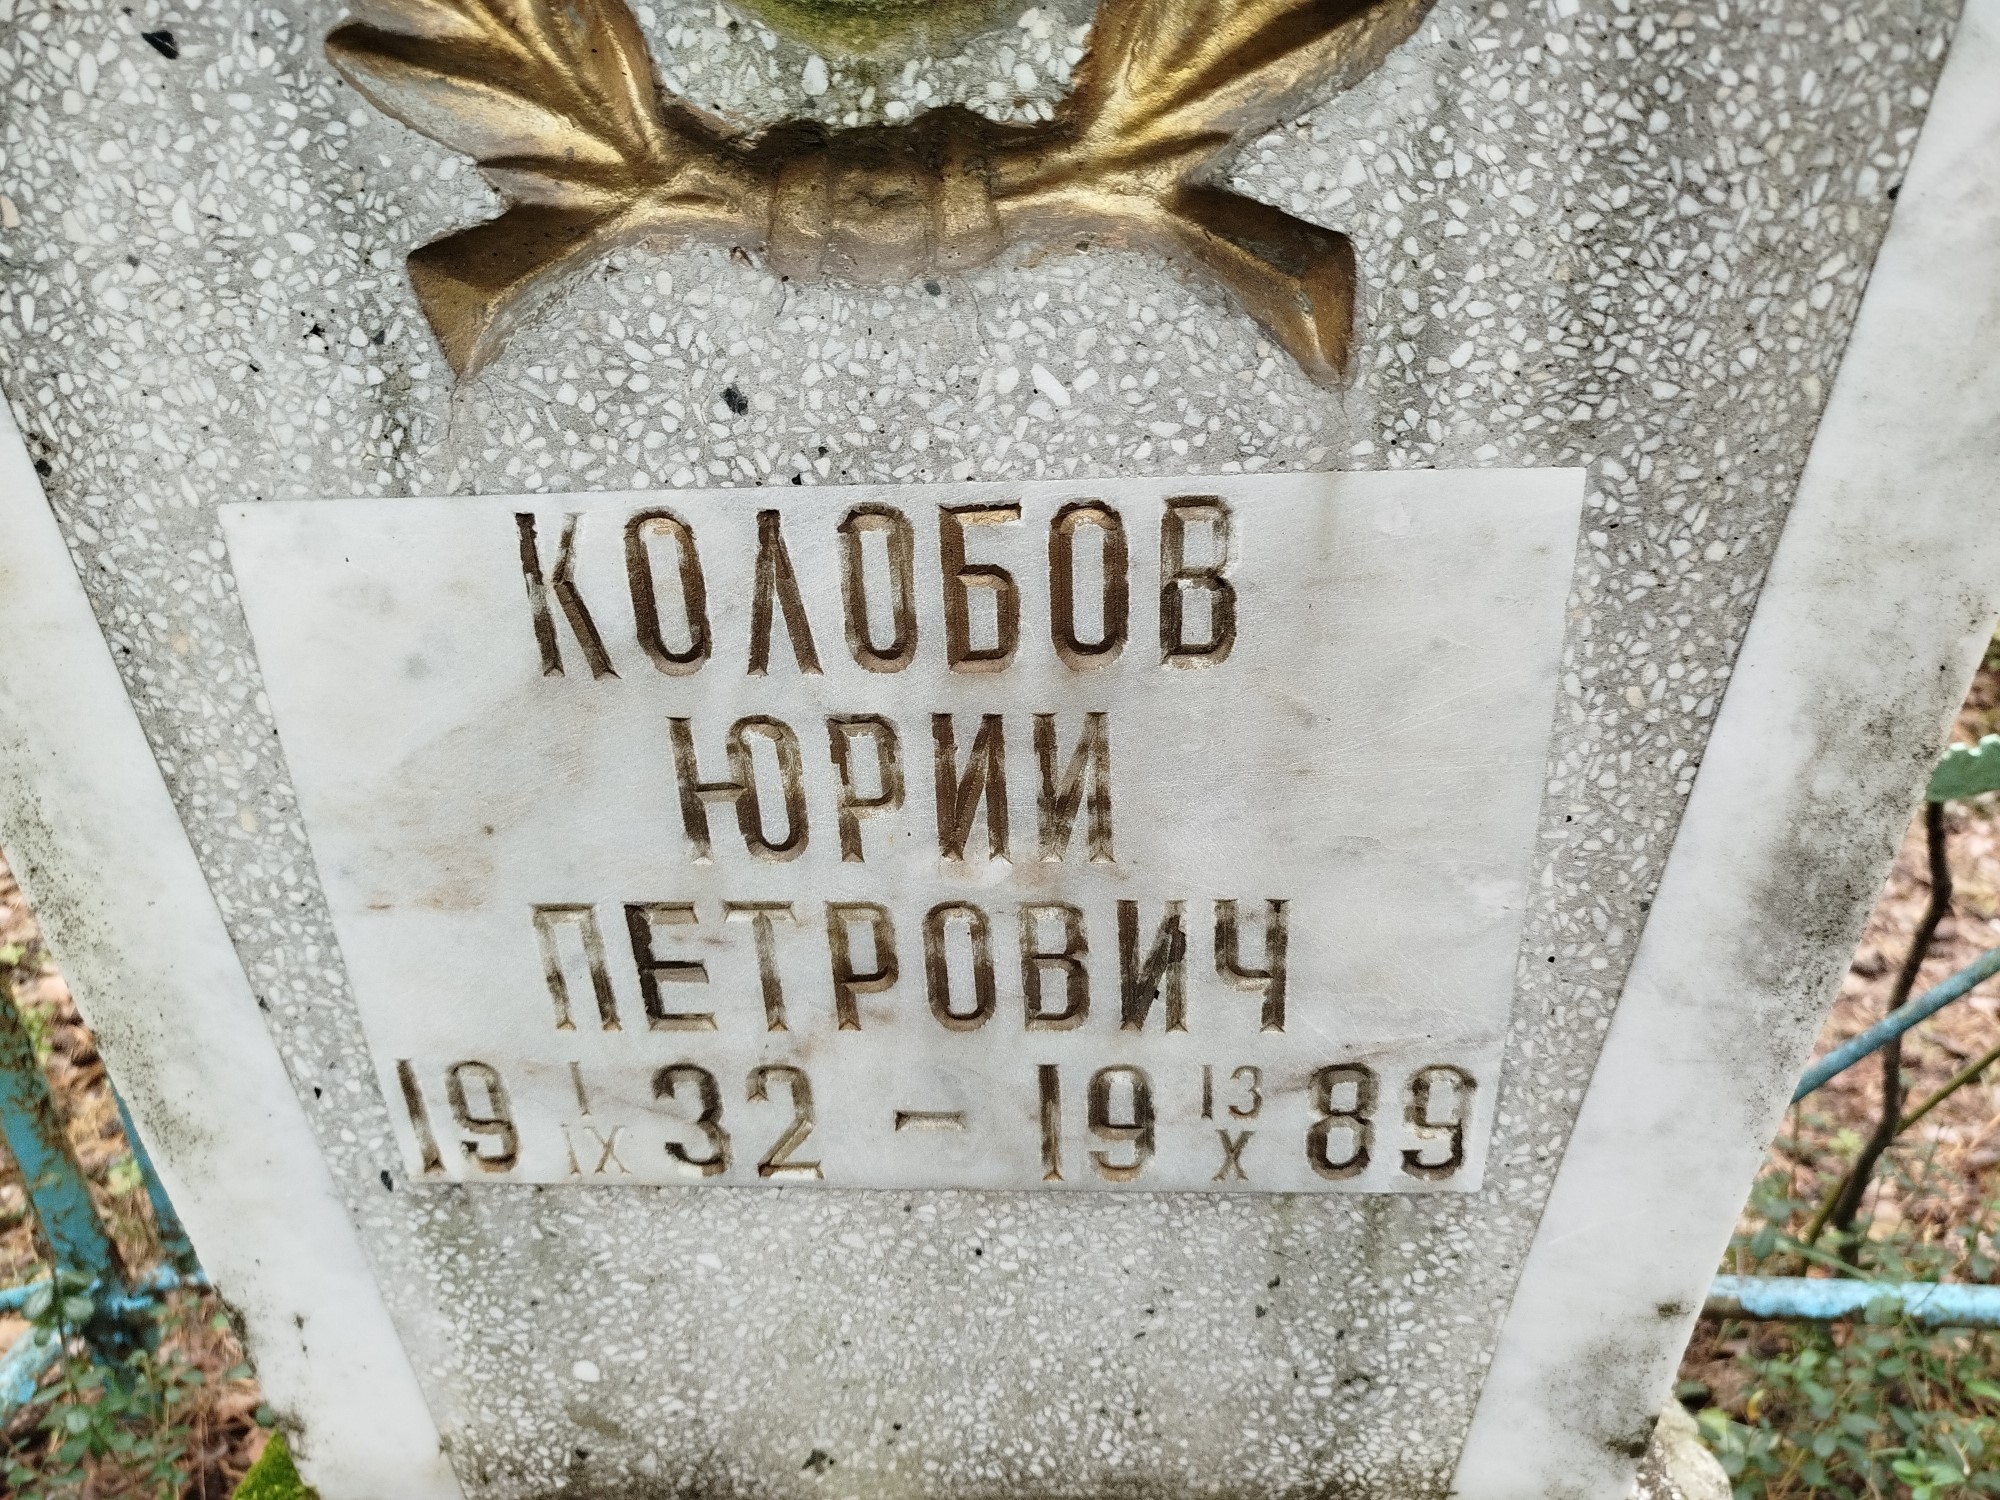 КОЛОБОВ
ЮРИИ
ПЕТРОВИЧ
19 I/IX 32 - 19 13/X 89